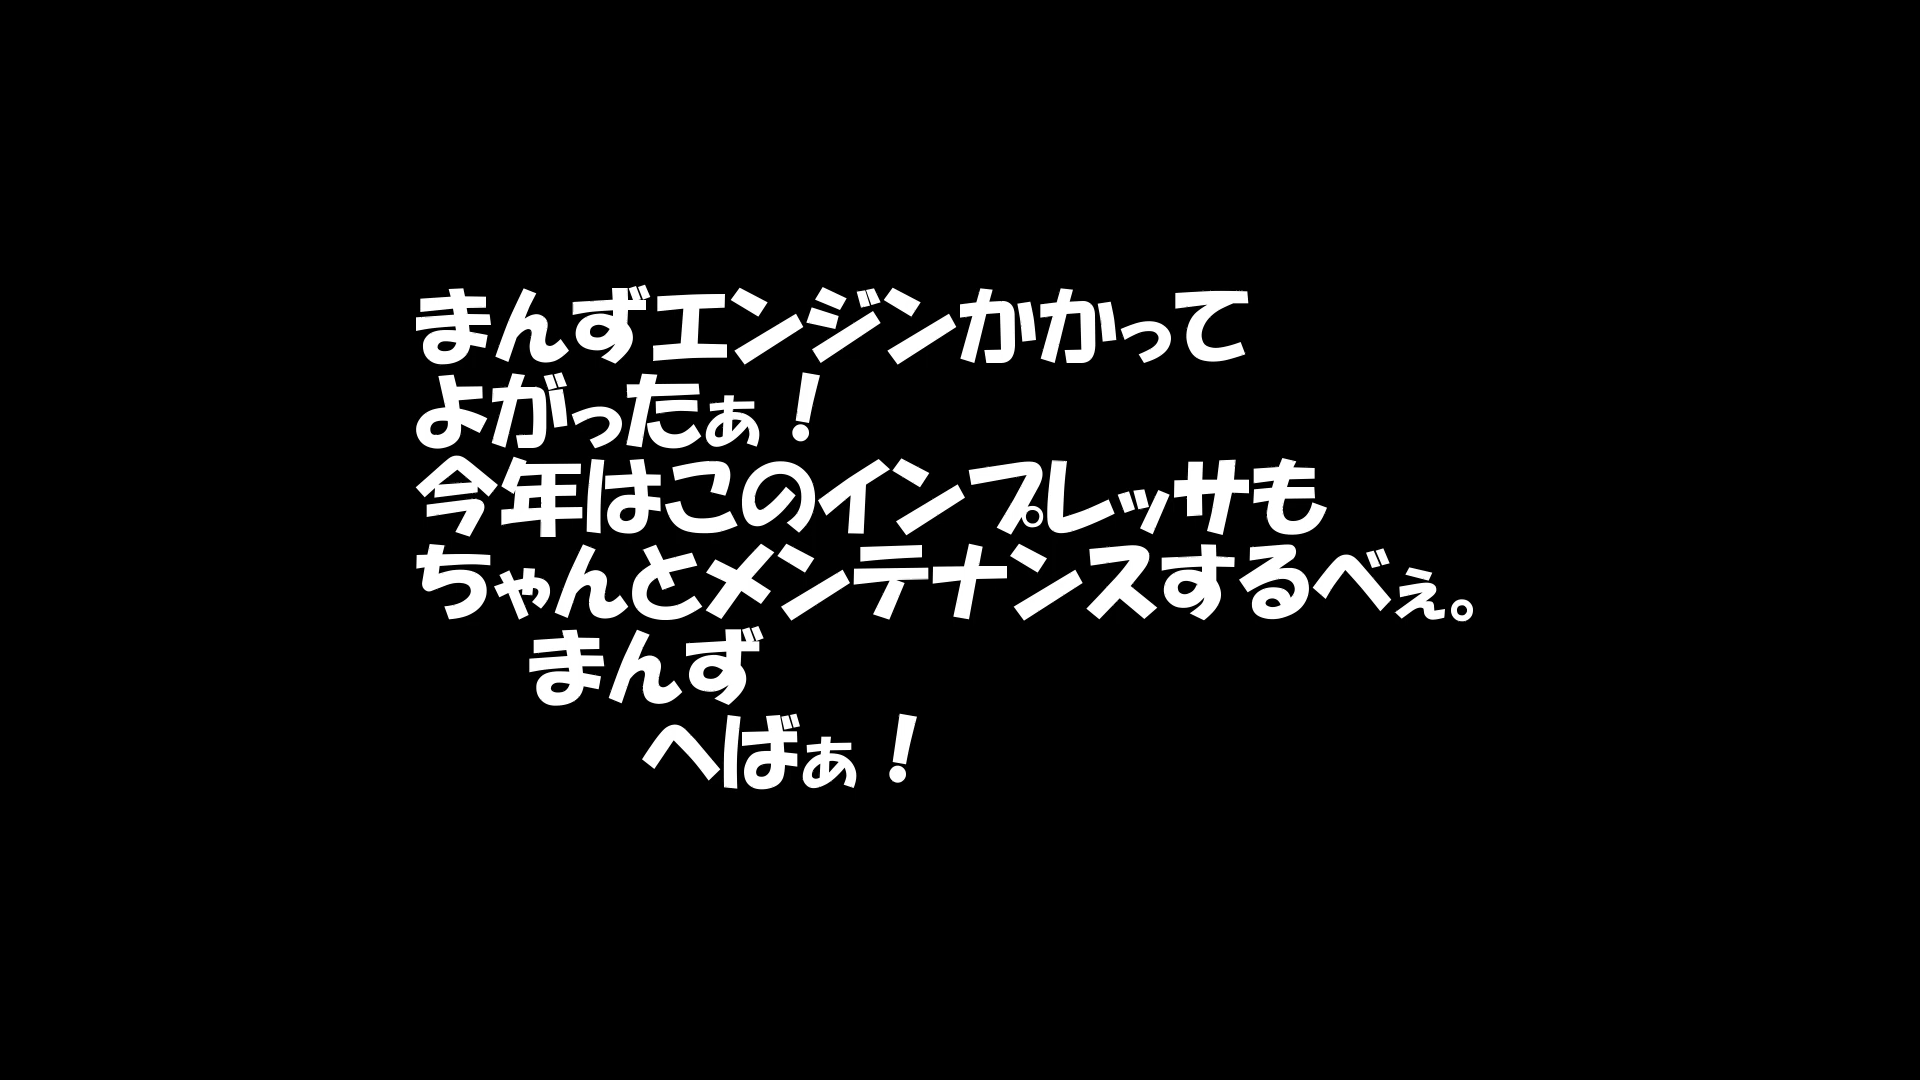 まんずエンジンかかって
よがったぁ！
今年はこのインプレッサも
ちゃんとメンテナンスするべぇ。
まんず
へばぁ！